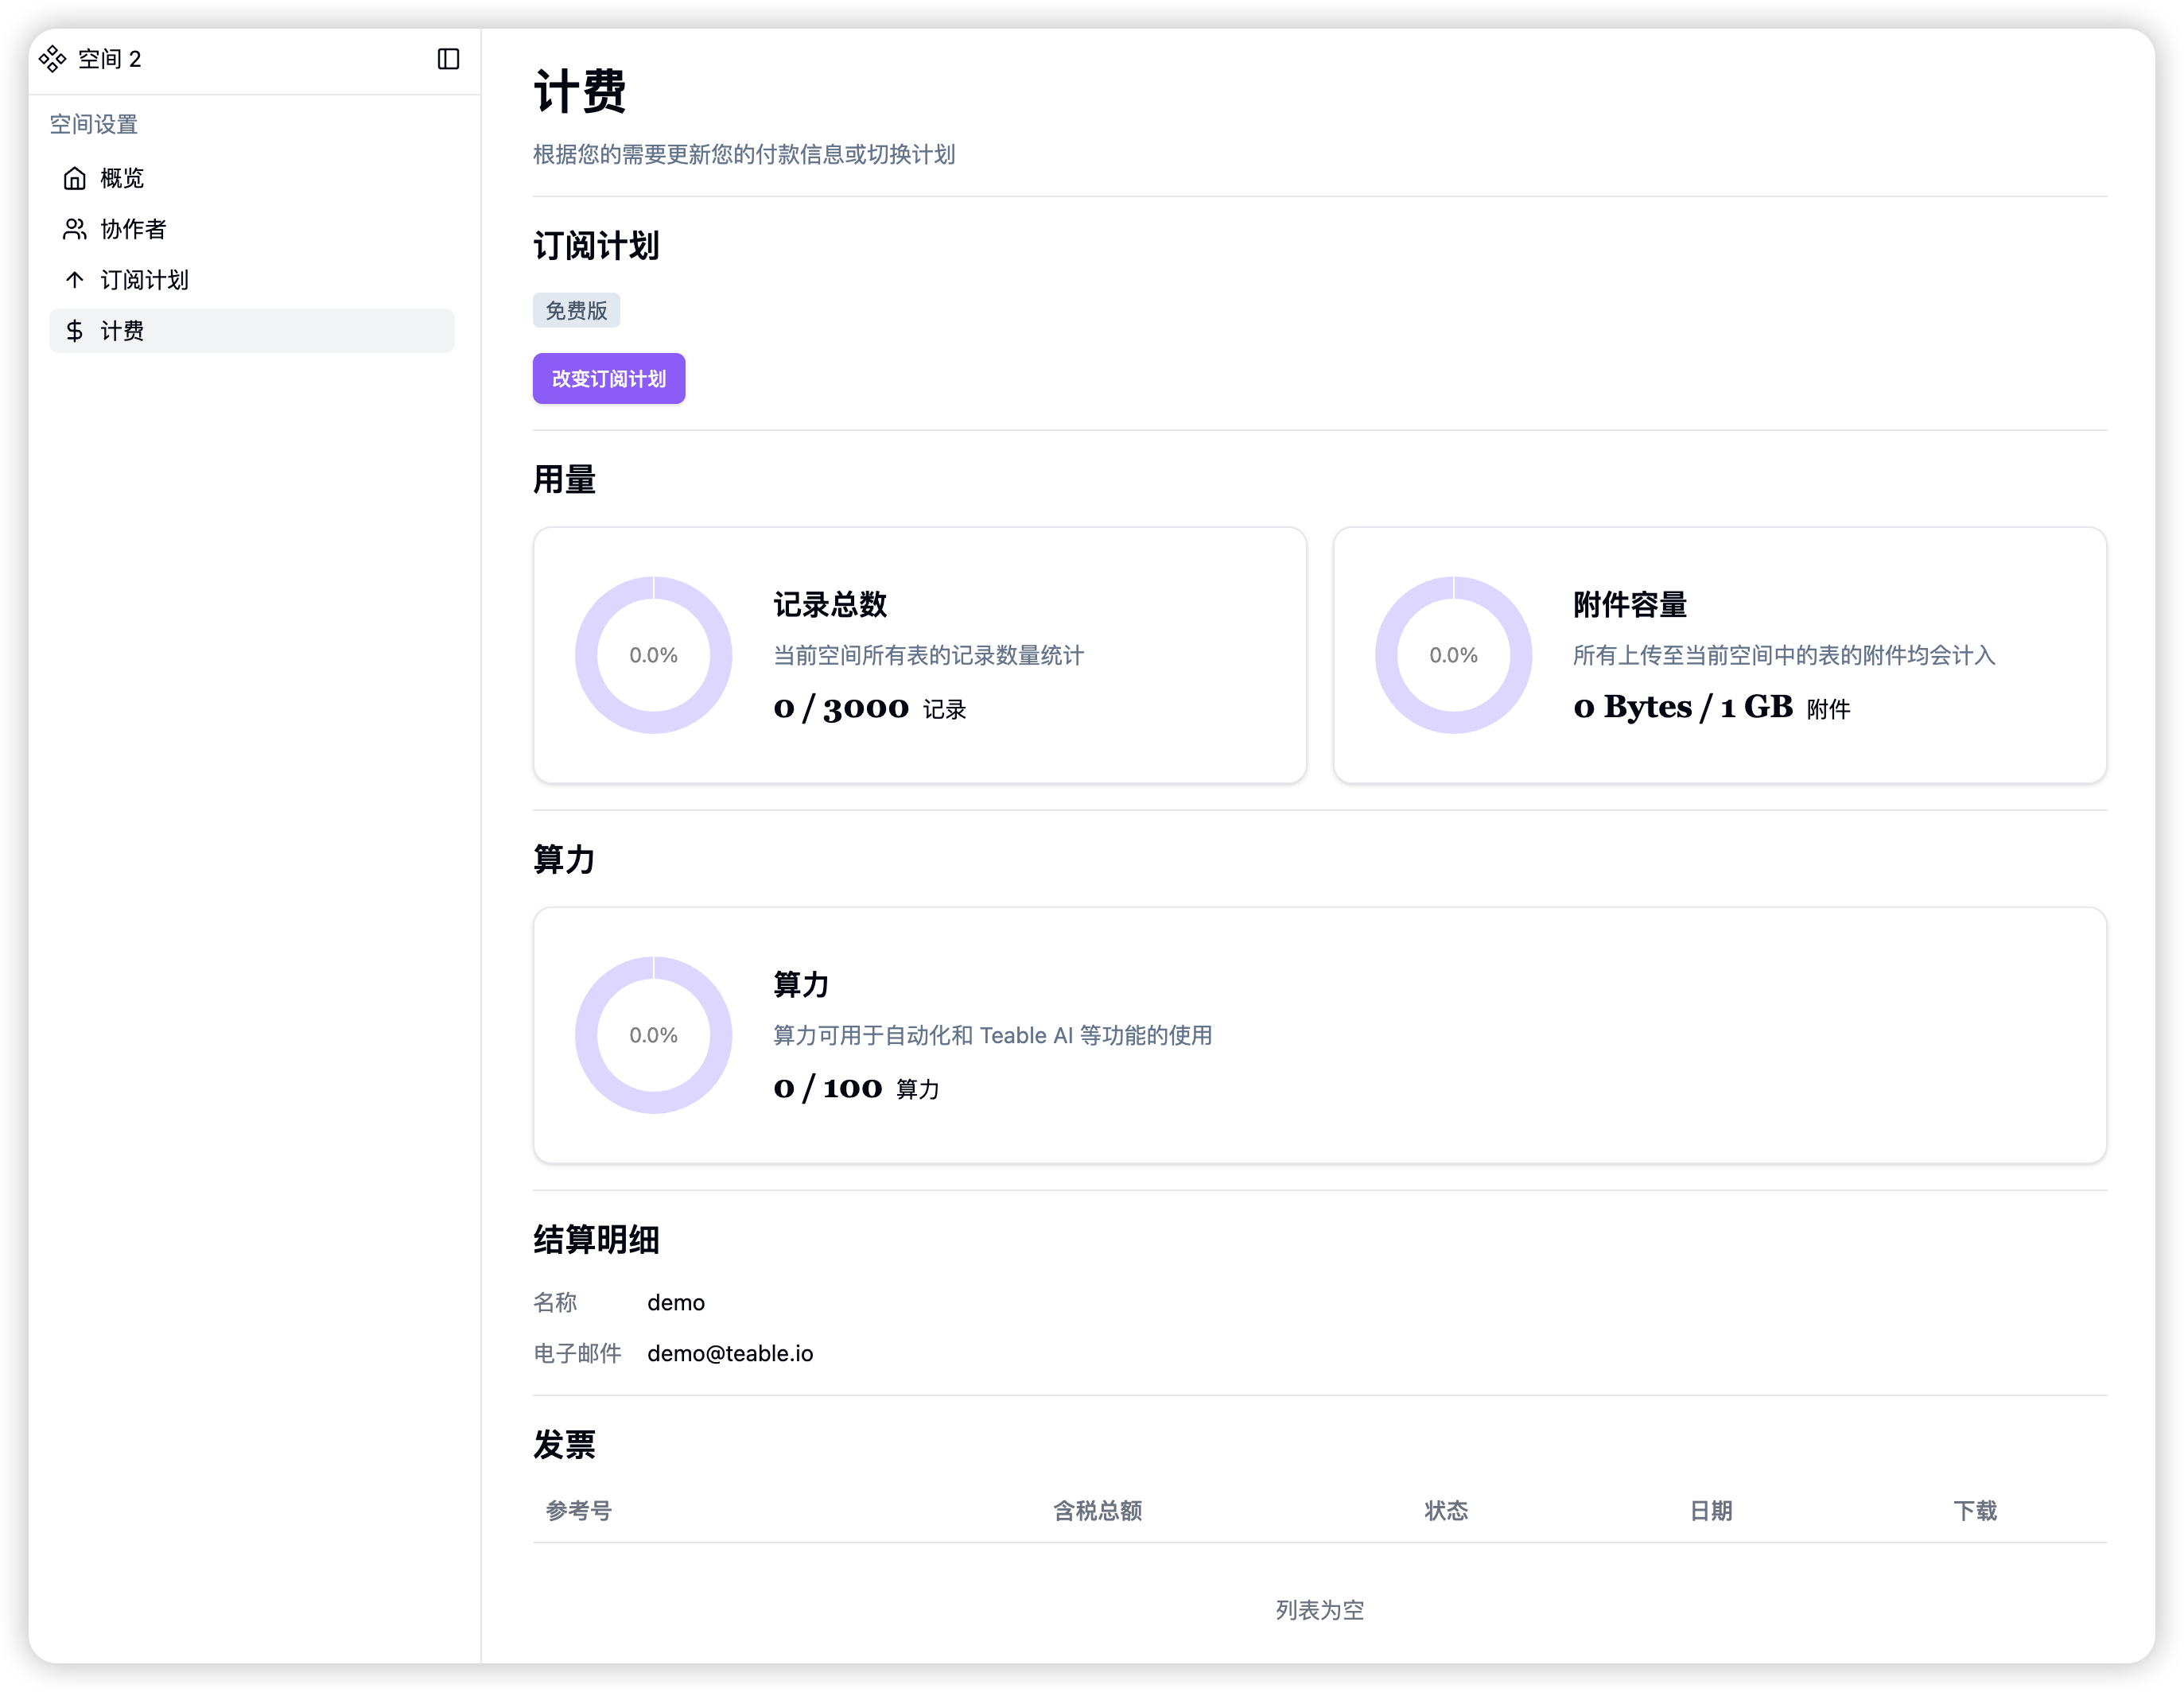 空间 2
空间设置
概览
协作者
订阅计划
计费
计费
根据您的需要更新您的付款信息或切换计划
订阅计划
免费版
改变订阅计划
用量
0.0%
记录总数
当前空间所有表的记录数量统计
0 / 3000 记录
0.0%
附件容量
所有上传至当前空间中的表的附件均会计入
0 Bytes / 1 GB 附件
算力
0.0%
算力
算力可用于自动化和 Teable AI 等功能的使用
0 / 100 算力
结算明细
名称 demo
电子邮件 demo@teable.io
发票
参考号 含税总额 状态 日期 下载
列表为空